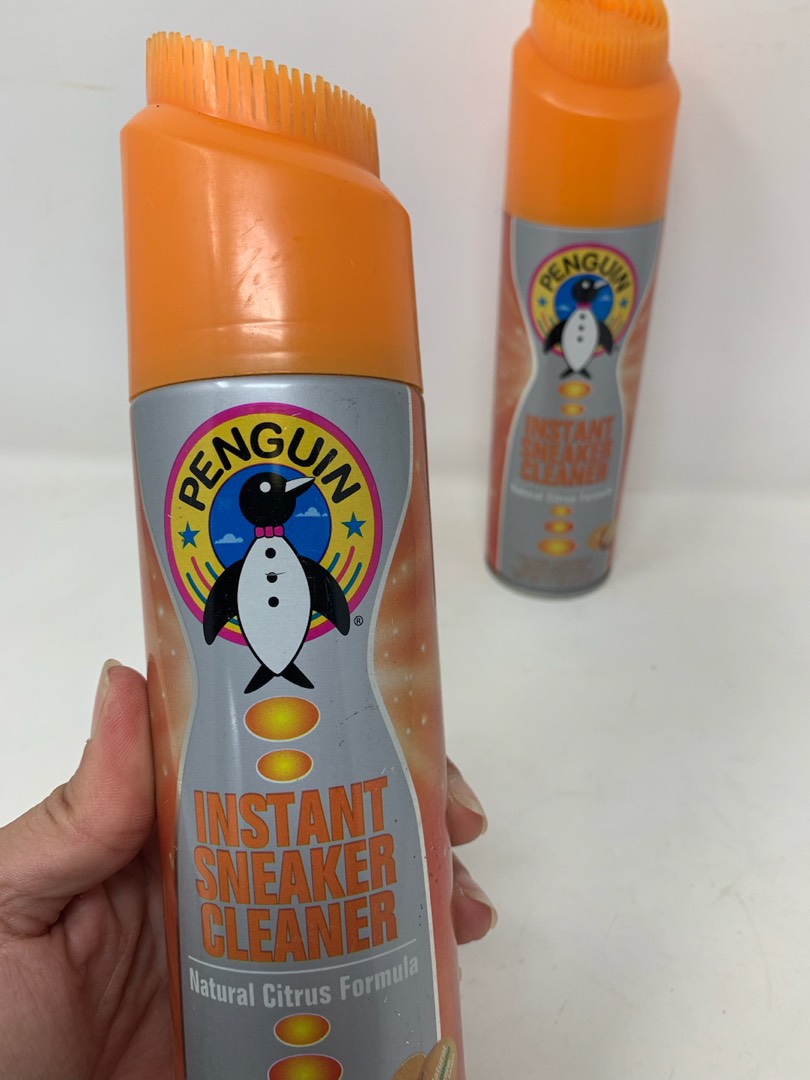 PENGUIN
®
INSTANT
SNEAKER
CLEANER
Natural Citrus Formula
PENGUIN
INSTANT
SNEAKER
CLEANER
Natural Citrus Formula